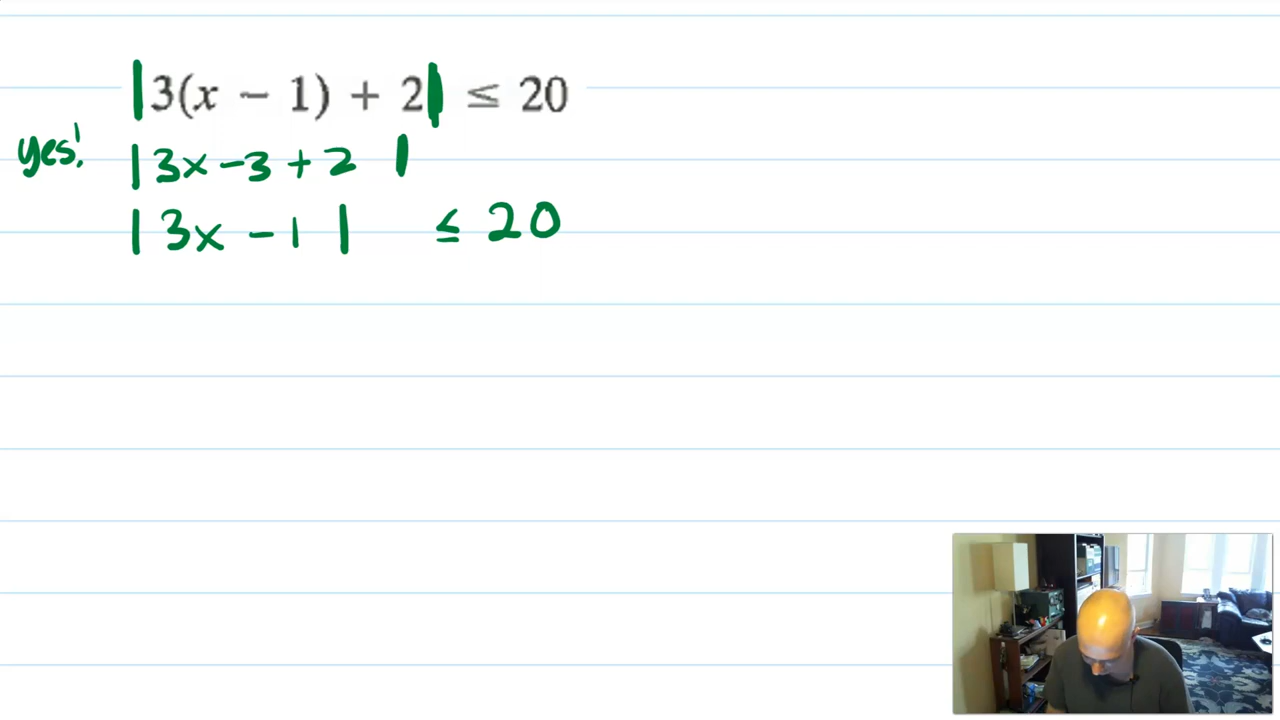 |3(x − 1) + 2| ≤ 20
yes! |3x - 3 + 2 |
|3x - 1 | ≤ 20